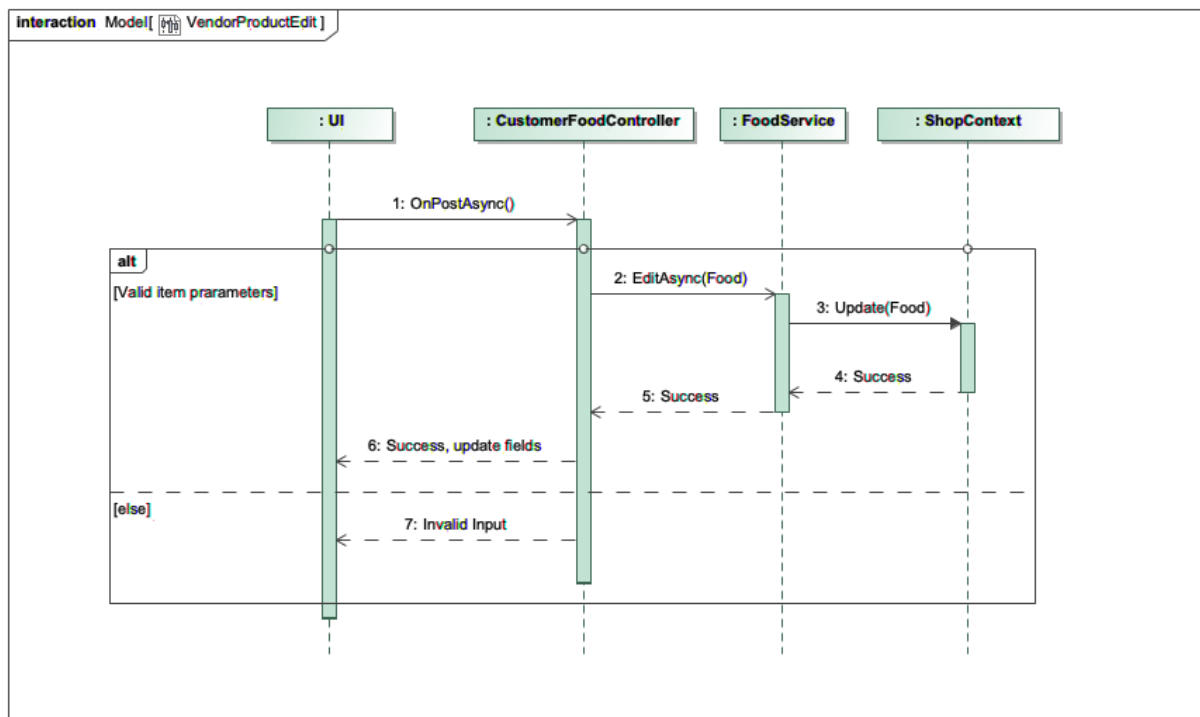 interaction Model[ VendorProductEdit ]
: UI
: CustomerFoodController
: FoodService
: ShopContext
1: OnPostAsync()
alt
[Valid item prarameters]
2: EditAsync(Food)
3: Update(Food)
4: Success
5: Success
6: Success, update fields
[else]
7: Invalid Input